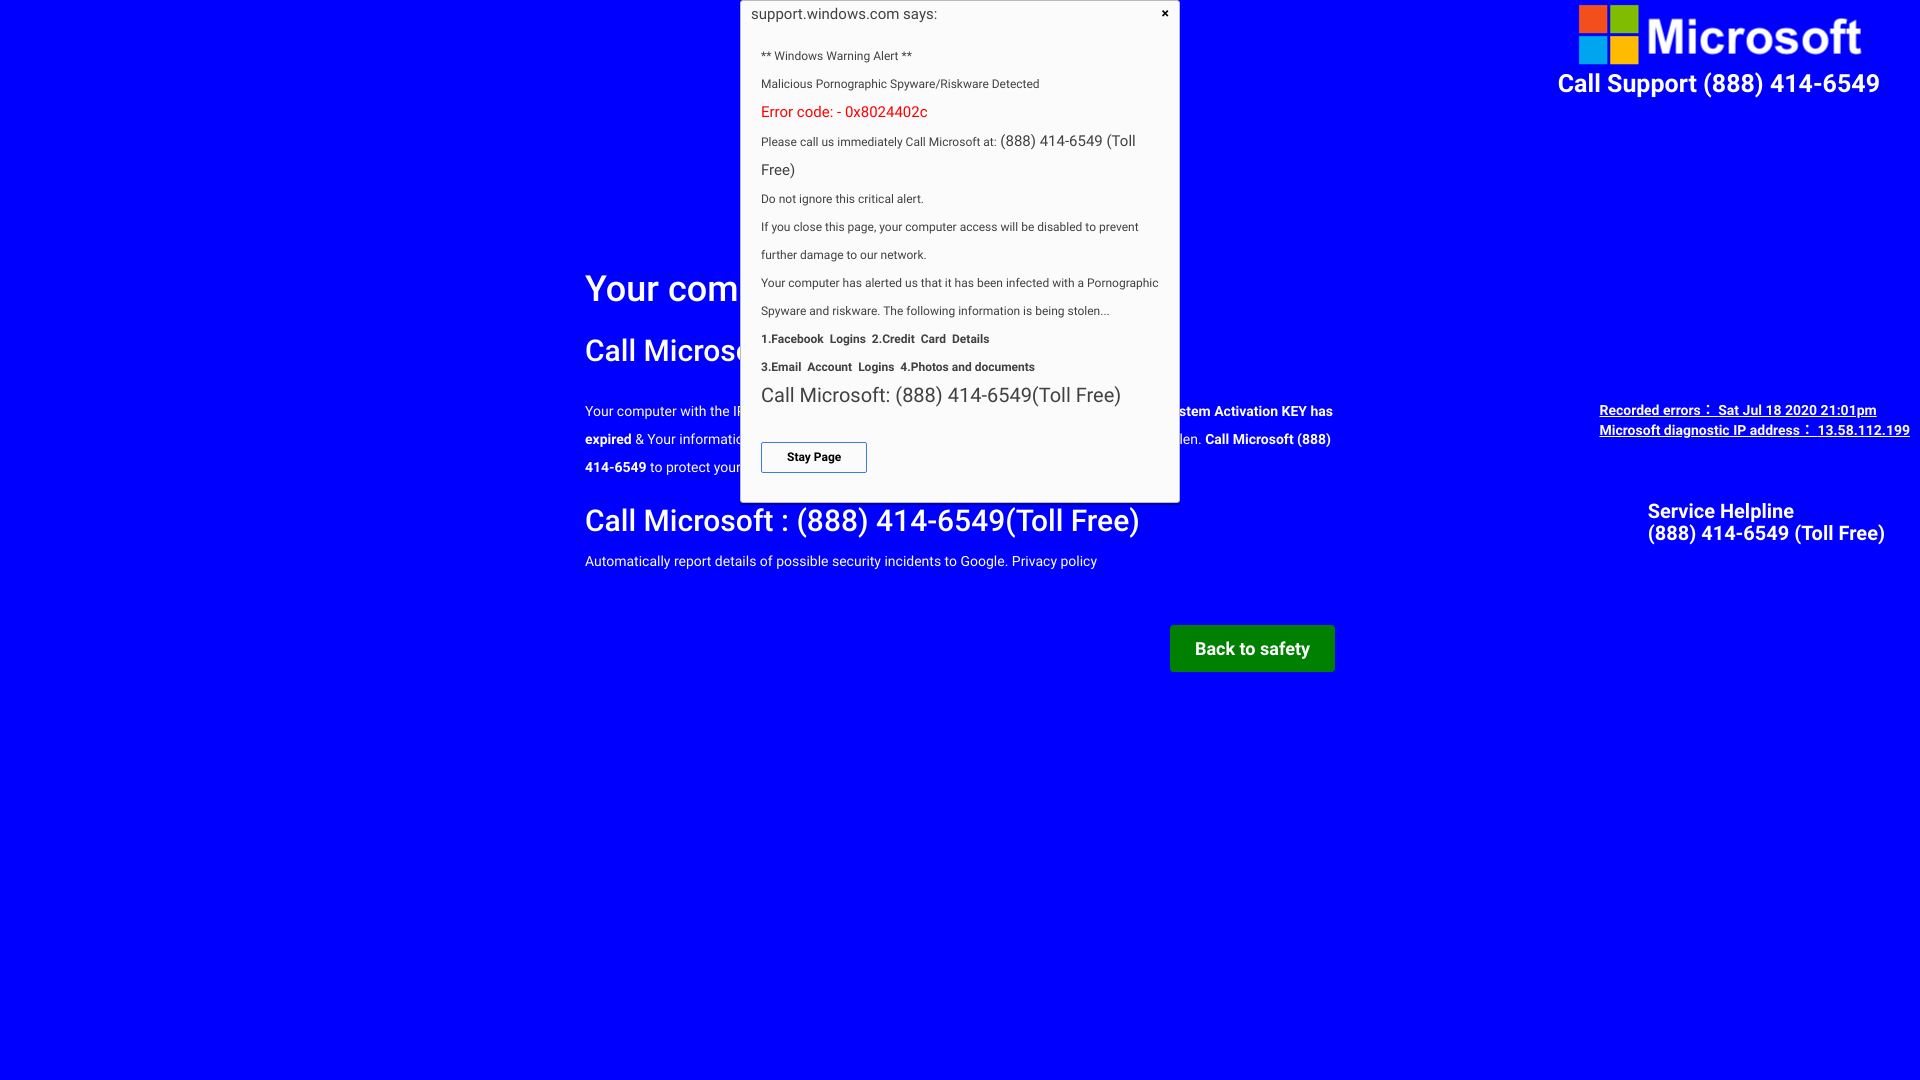 support.windows.com says:
×
** Windows Warning Alert **
Malicious Pornographic Spyware/Riskware Detected
Error code: - 0x8024402c
Please call us immediately Call Microsoft at: (888) 414-6549 (Toll
Free)
Do not ignore this critical alert.
If you close this page, your computer access will be disabled to prevent
further damage to our network.
Your computer has alerted us that it has been infected with a Pornographic
Spyware and riskware. The following information is being stolen...
1.Facebook Logins 2.Credit Card Details
3.Email Account Logins 4.Photos and documents
Call Microsoft: (888) 414-6549(Toll Free)
Stay Page
Microsoft
Call Support (888) 414-6549
Your com
Call Micros
Your computer with the
stem Activation KEY has
expired & Your informatio
len. Call Microsoft (888)
414-6549 to protect your
Call Microsoft : (888) 414-6549(Toll Free)
Automatically report details of possible security incidents to Google. Privacy policy
Back to safety
Recorded errors : Sat Jul 18 2020 21:01pm
Microsoft diagnostic IP address : 13.58.112.199
Service Helpline
(888) 414-6549 (Toll Free)